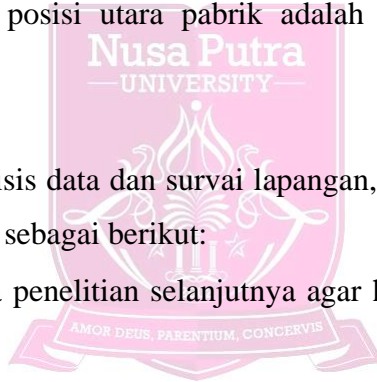 posisi utara pabrik adalah
Nusa Putra
UNIVERSITY
isis data dan survai lapangan,
sebagai berikut:
penelitian selanjutnya agar
AMOR DEUS, PARENTIUM, CONCERVIS